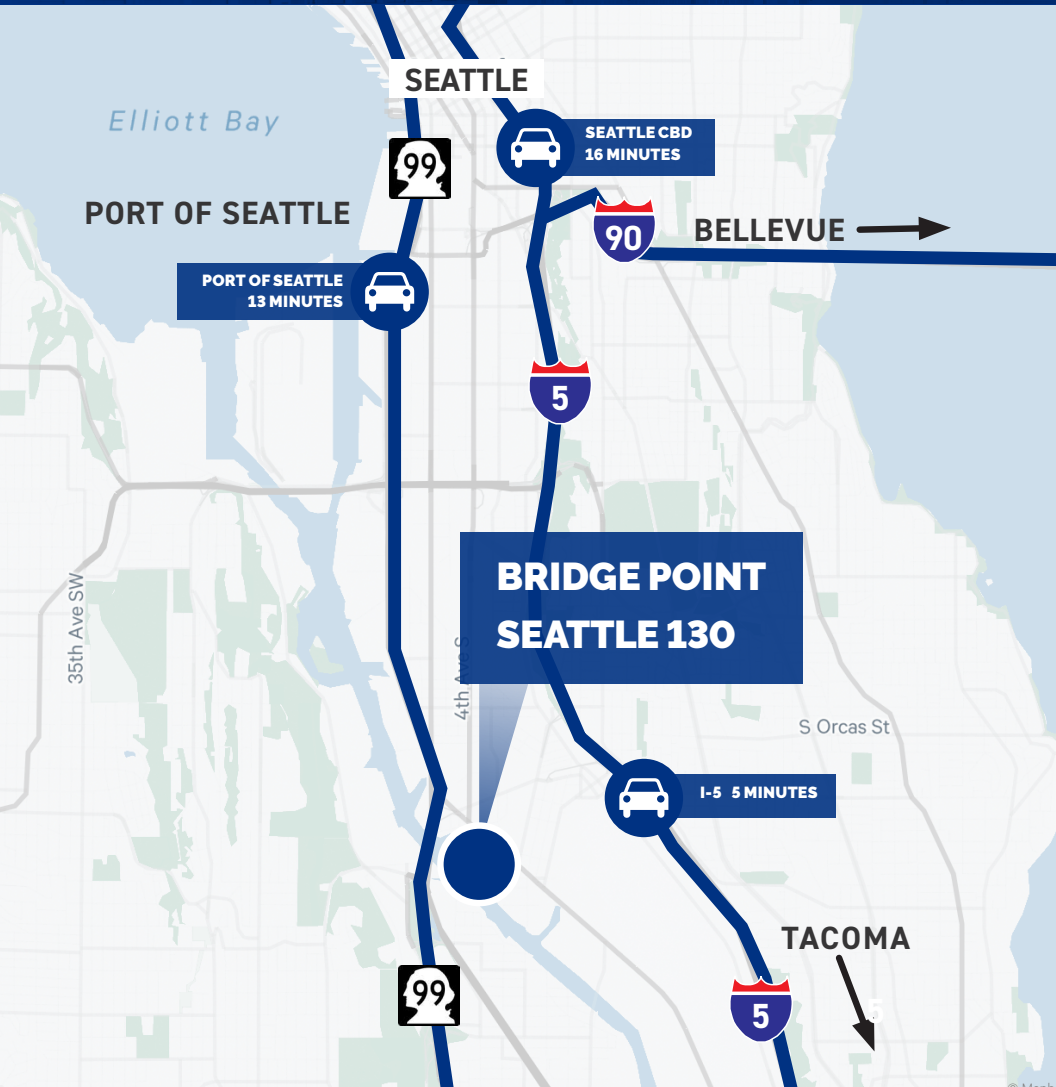 SEATTLE
Elliott Bay
SEATTLE CBD
16 MINUTES
99
PORT OF SEATTLE
90
BELLEVUE
PORT OF SEATTLE
13 MINUTES
5
BRIDGE POINT
SEATTLE 130
35th Ave SW
4th Ave S
S Orcas St
I-5 5 MINUTES
TACOMA
99
5
5